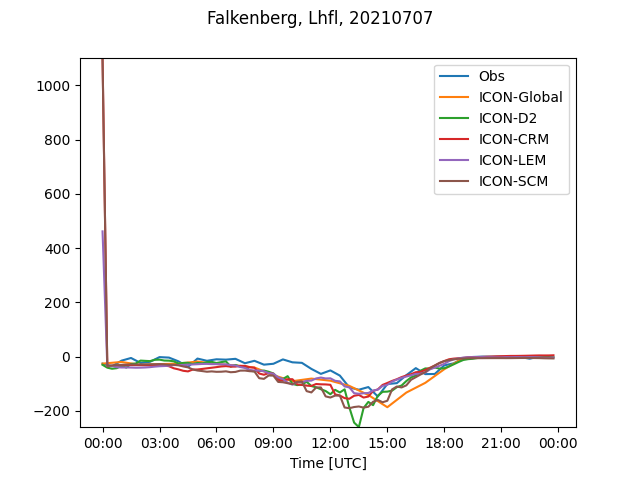 Falkenberg, Lhfl, 20210707
Obs
ICON-Global
ICON-D2
ICON-CRM
ICON-LEM
ICON-SCM
1000
800
600
400
200
0
−200
00:00 03:00 06:00 09:00 12:00 15:00 18:00 21:00 00:00
Time [UTC]